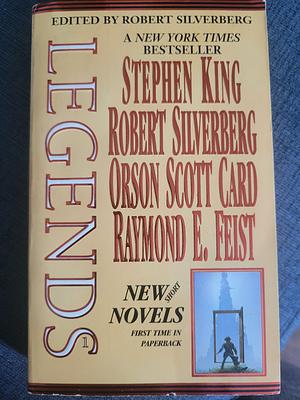 EDITED BY ROBERT SILVERBERG
A NEW YORK TIMES
BESTSELLER
LEGENDS 1
STEPHEN KING
ROBERT SILVERBERG
ORSON SCOTT CARD
RAYMOND E. FEIST
NEW SHORT
NOVELS
FIRST TIME IN
PAPERBACK